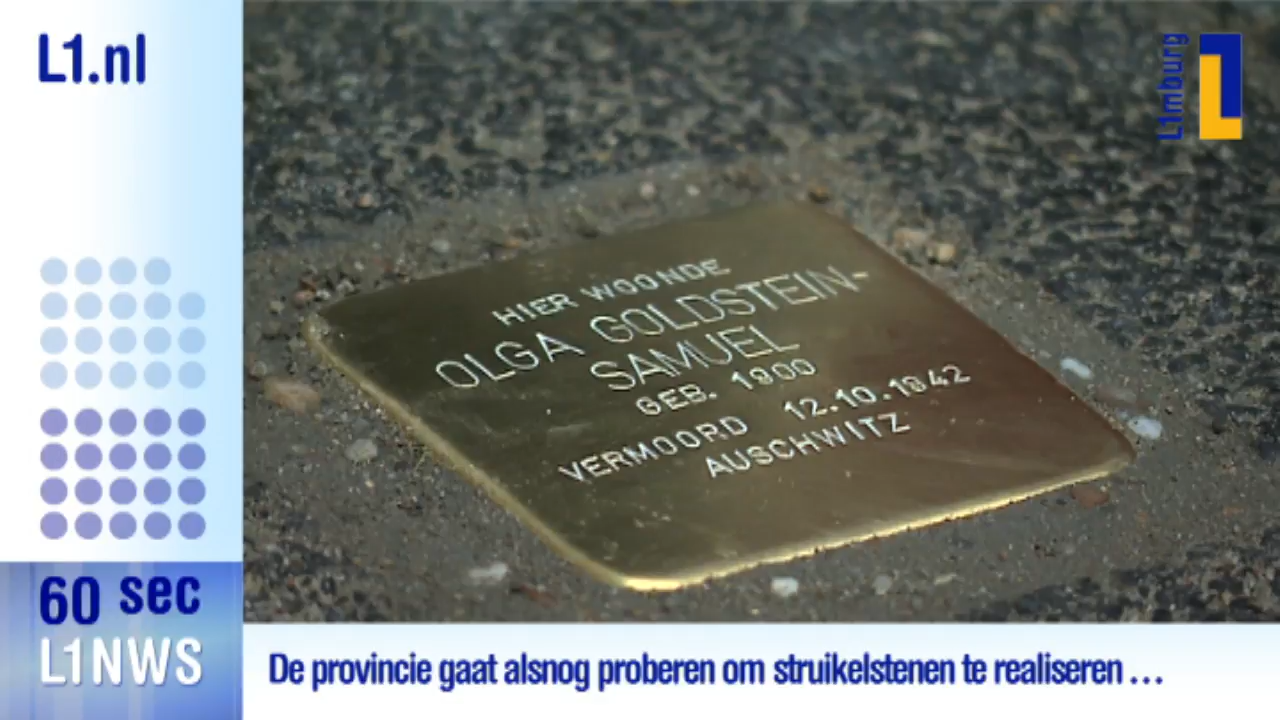 L1.nl
L1mburg
L1
HIER WOONDE
OLGA GOLDSTEIN-
SAMUEL
GEB. 1900
VERMOORD 12.10.1942
AUSCHWITZ
60 sec
L1NWS
De provincie gaat alsnog proberen om struikelstenen te realiseren ...